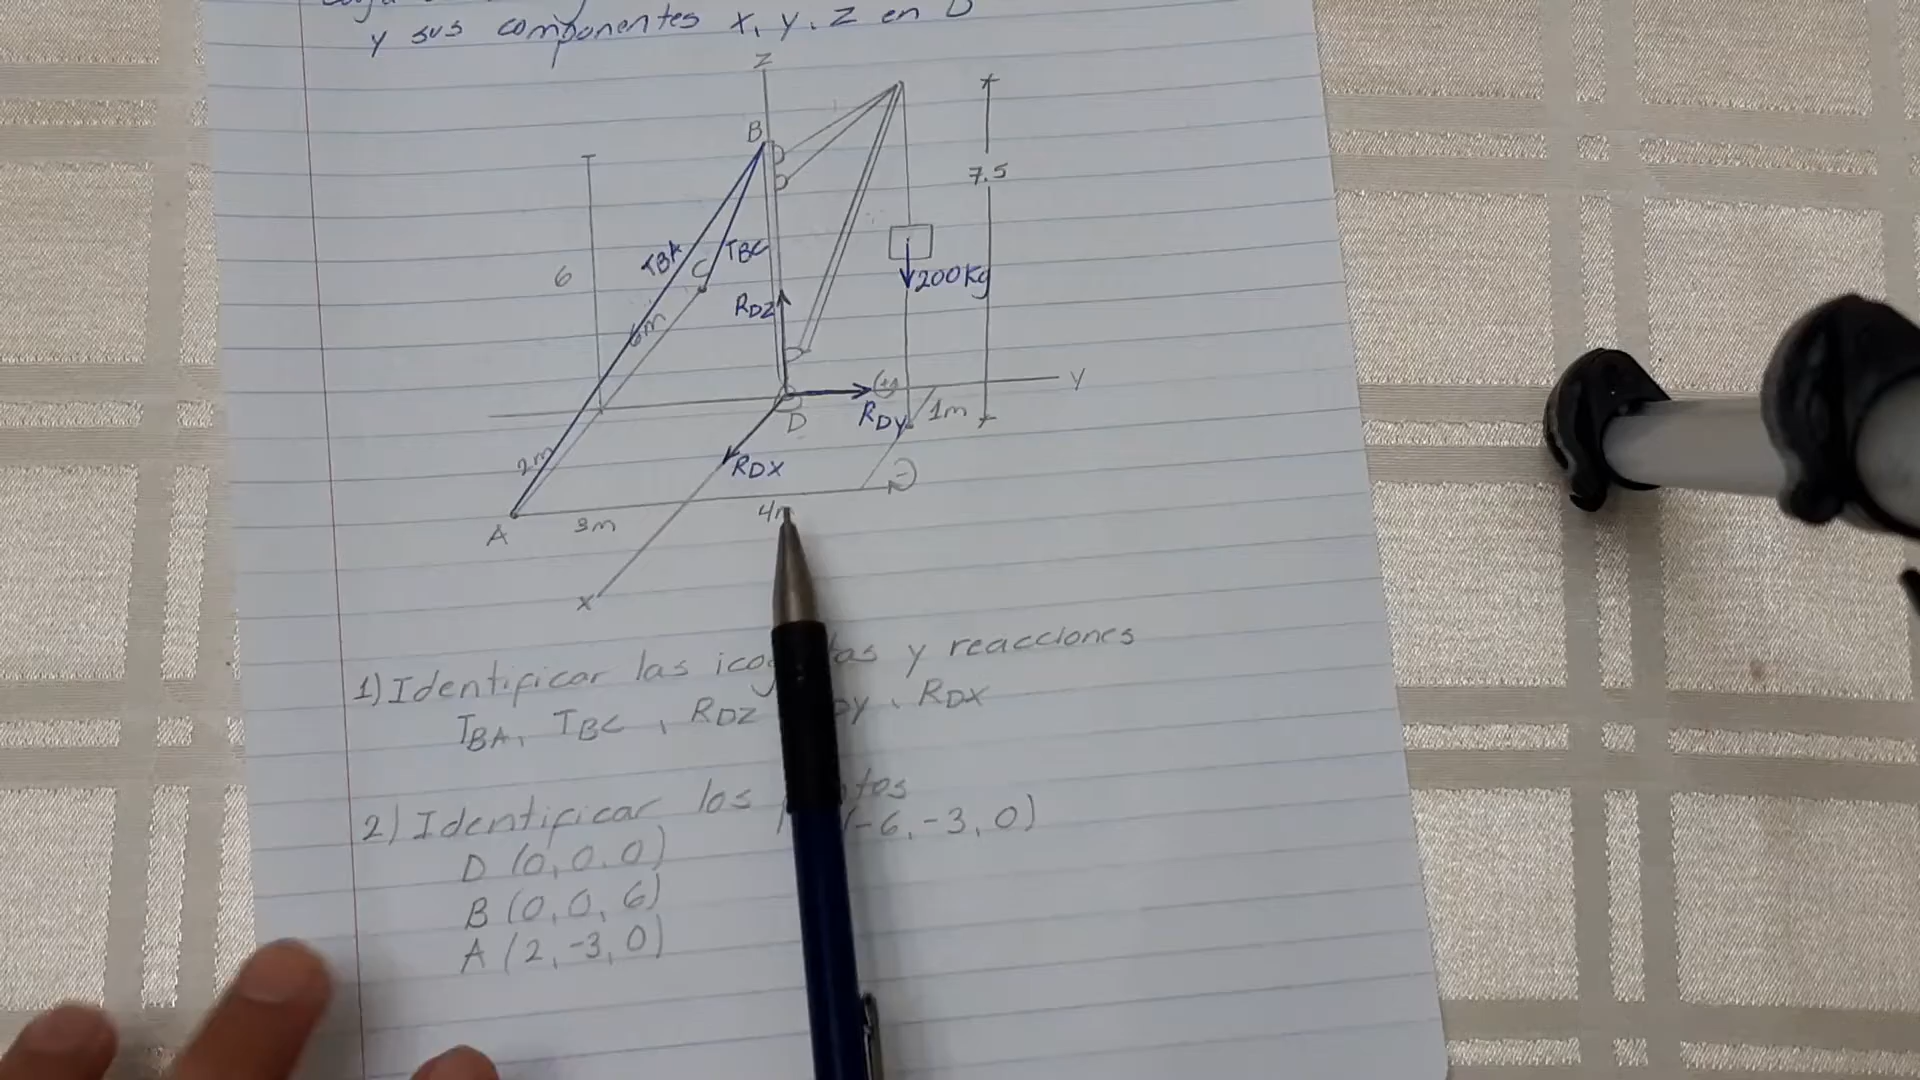 y sus componentes x, y, z en D
Z
B
7.5
6
TBA
C
TBC
200Kg
RDZ
6m
Y
RDY
1m
D
2m
RDX
A
3m
4m
X
1) Identificar las y reacciones
TBA, TBC, RDZ , RDX
2) Identificar los
(-6, -3, 0)
D (0, 0, 0)
B (0, 0, 6)
A (2, -3, 0)